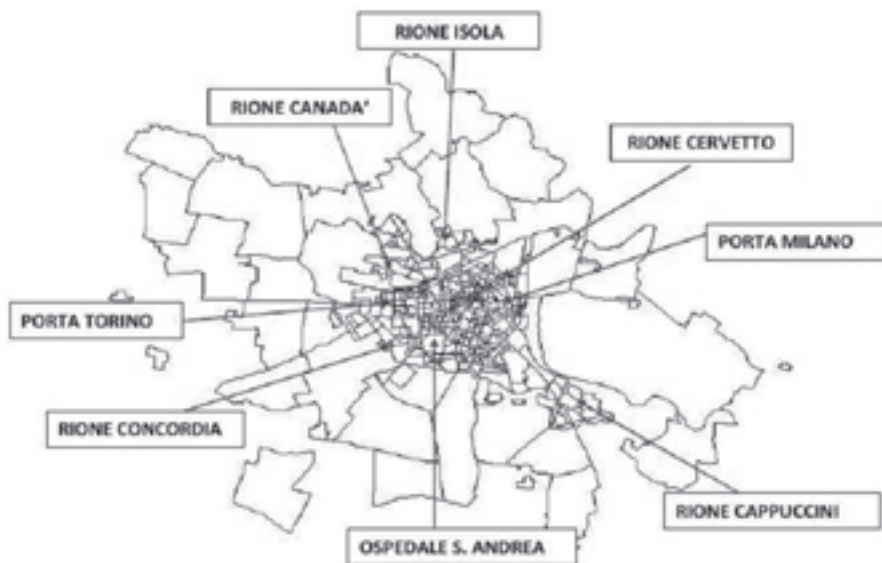 RIONE ISOLA
RIONE CANADA'
RIONE CERVETTO
PORTA MILANO
PORTA TORINO
RIONE CONCORDIA
RIONE CAPPUCCINI
OSPEDALE S. ANDREA